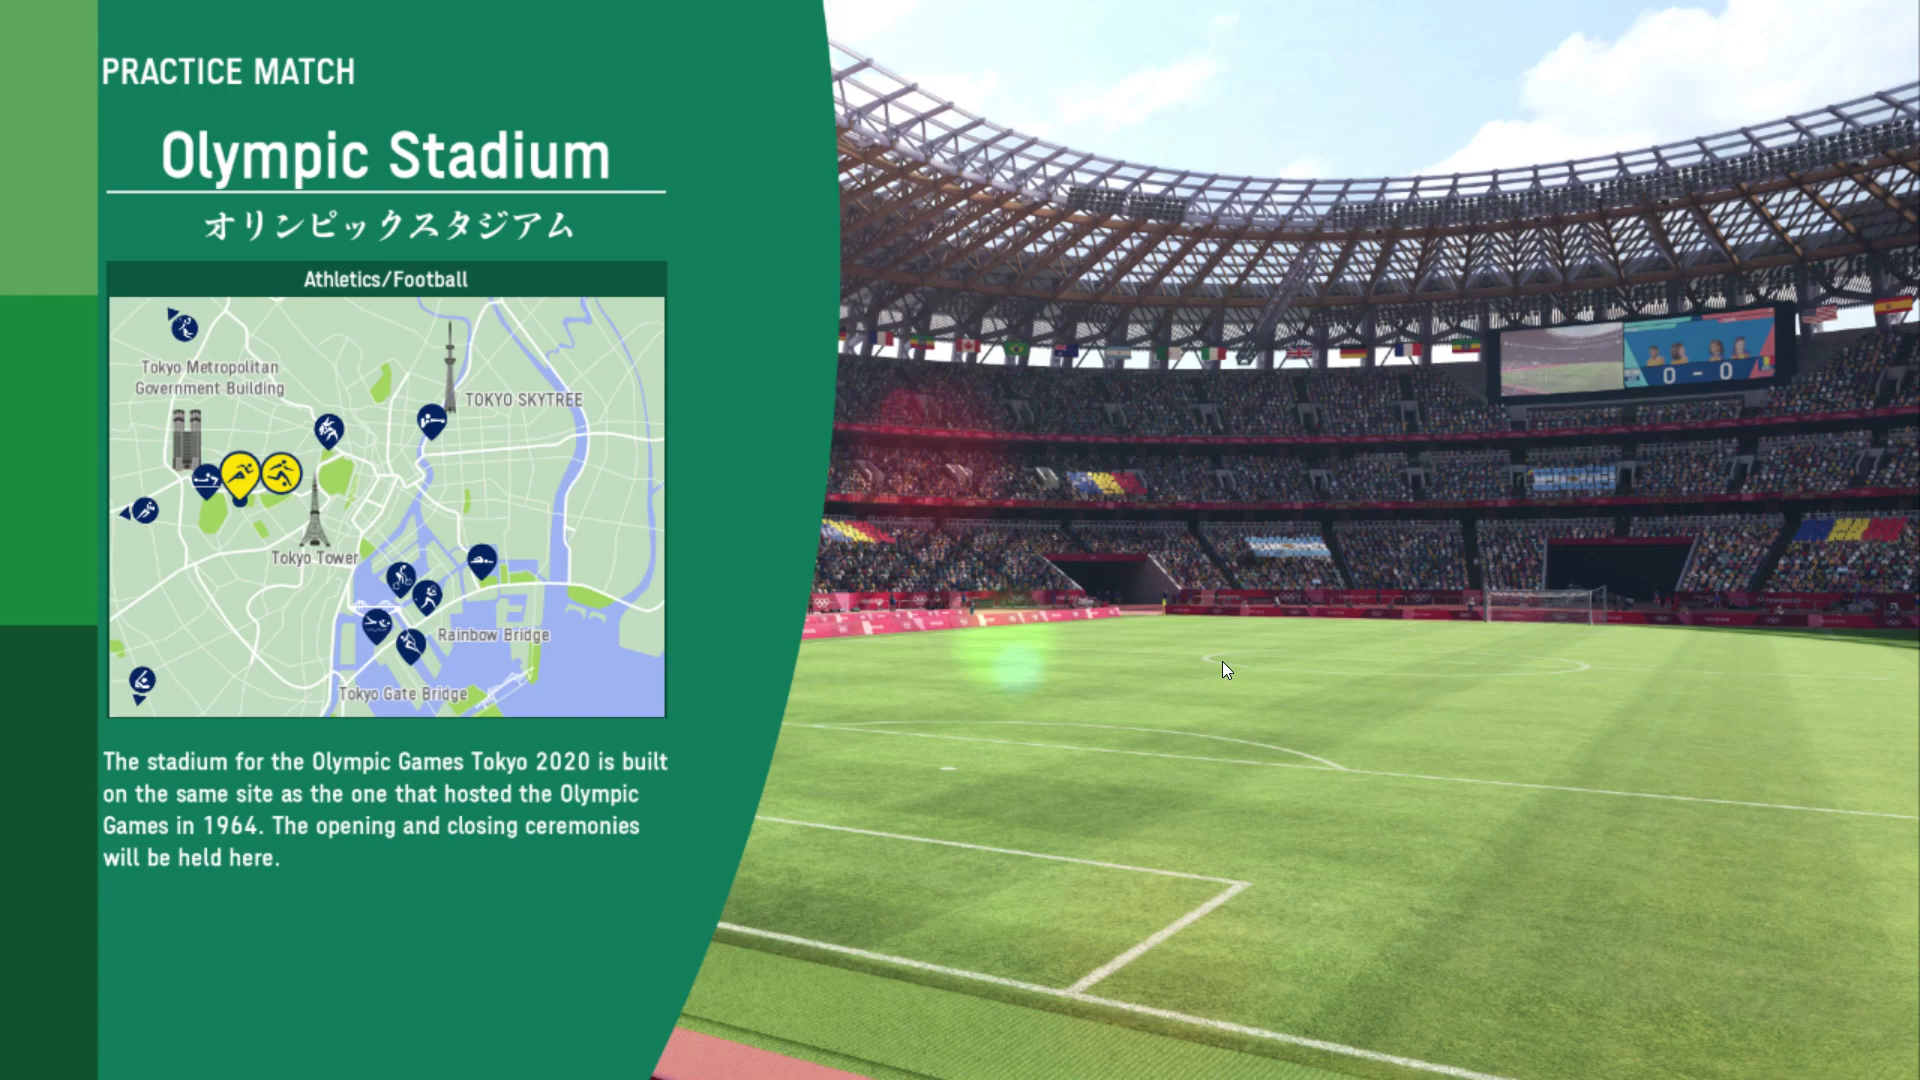 PRACTICE MATCH
Olympic Stadium
オリンピックスタジアム
Athletics/Football
Tokyo Metropolitan
Government Building
TOKYO SKYTREE
Tokyo Tower
Rainbow Bridge
Tokyo Gate Bridge
The stadium for the Olympic Games Tokyo 2020 is built
on the same site as the one that hosted the Olympic
Games in 1964. The opening and closing ceremonies
will be held here.
0 - 0